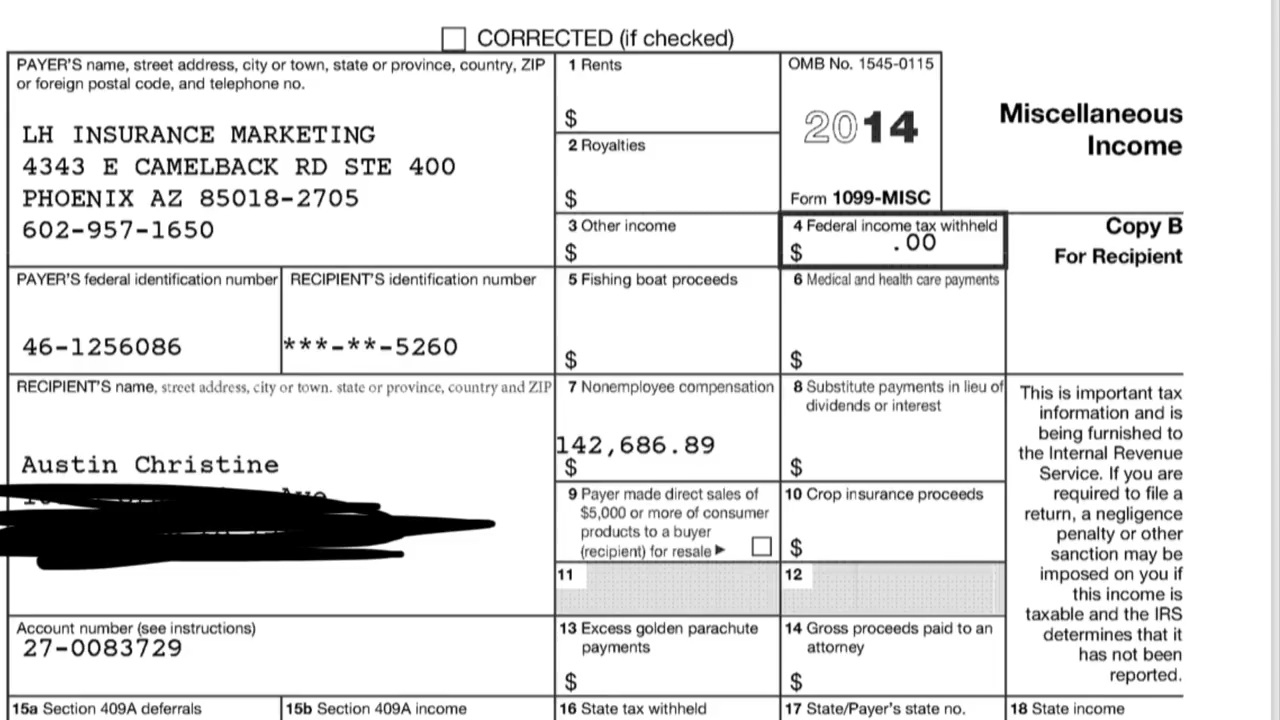 CORRECTED (if checked)
PAYER'S name, street address, city or town, state or province, country, ZIP
or foreign postal code, and telephone no.
LH INSURANCE MARKETING
4343 E CAMELBACK RD STE 400
PHOENIX AZ 85018-2705
602-957-1650
1 Rents
$
2 Royalties
$
OMB No. 1545-0115
2014
Form 1099-MISC
Miscellaneous
Income
3 Other income
$
4 Federal income tax withheld
.00
$
Copy B
For Recipient
PAYER'S federal identification number
46-1256086
RECIPIENT'S identification number
***-**-5260
5 Fishing boat proceeds
$
6 Medical and health care payments
$
RECIPIENT'S name, street address, city or town. state or province, country and ZIP
Austin Christine
7 Nonemployee compensation
142,686.89
$
8 Substitute payments in lieu of
dividends or interest
$
This is important tax
information and is
being furnished to
the Internal Revenue
Service. If you are
required to file a
return, a negligence
penalty or other
sanction may be
imposed on you if
this income is
taxable and the IRS
determines that it
has not been
reported.
9 Payer made direct sales of
$5,000 or more of consumer
products to a buyer
(recipient) for resale ▶
10 Crop insurance proceeds
$
11
12
Account number (see instructions)
27-0083729
13 Excess golden parachute
payments
$
14 Gross proceeds paid to an
attorney
$
15a Section 409A deferrals
15b Section 409A income
16 State tax withheld
17 State/Payer's state no.
18 State income